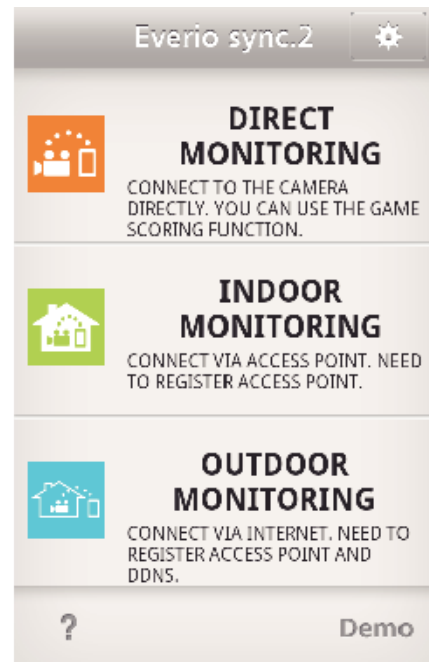 Everio sync.2
DIRECT
MONITORING
CONNECT TO THE CAMERA
DIRECTLY. YOU CAN USE THE GAME
SCORING FUNCTION.
INDOOR
MONITORING
CONNECT VIA ACCESS POINT. NEED
TO REGISTER ACCESS POINT.
OUTDOOR
MONITORING
CONNECT VIA INTERNET. NEED TO
REGISTER ACCESS POINT AND
DDNS.
? Demo